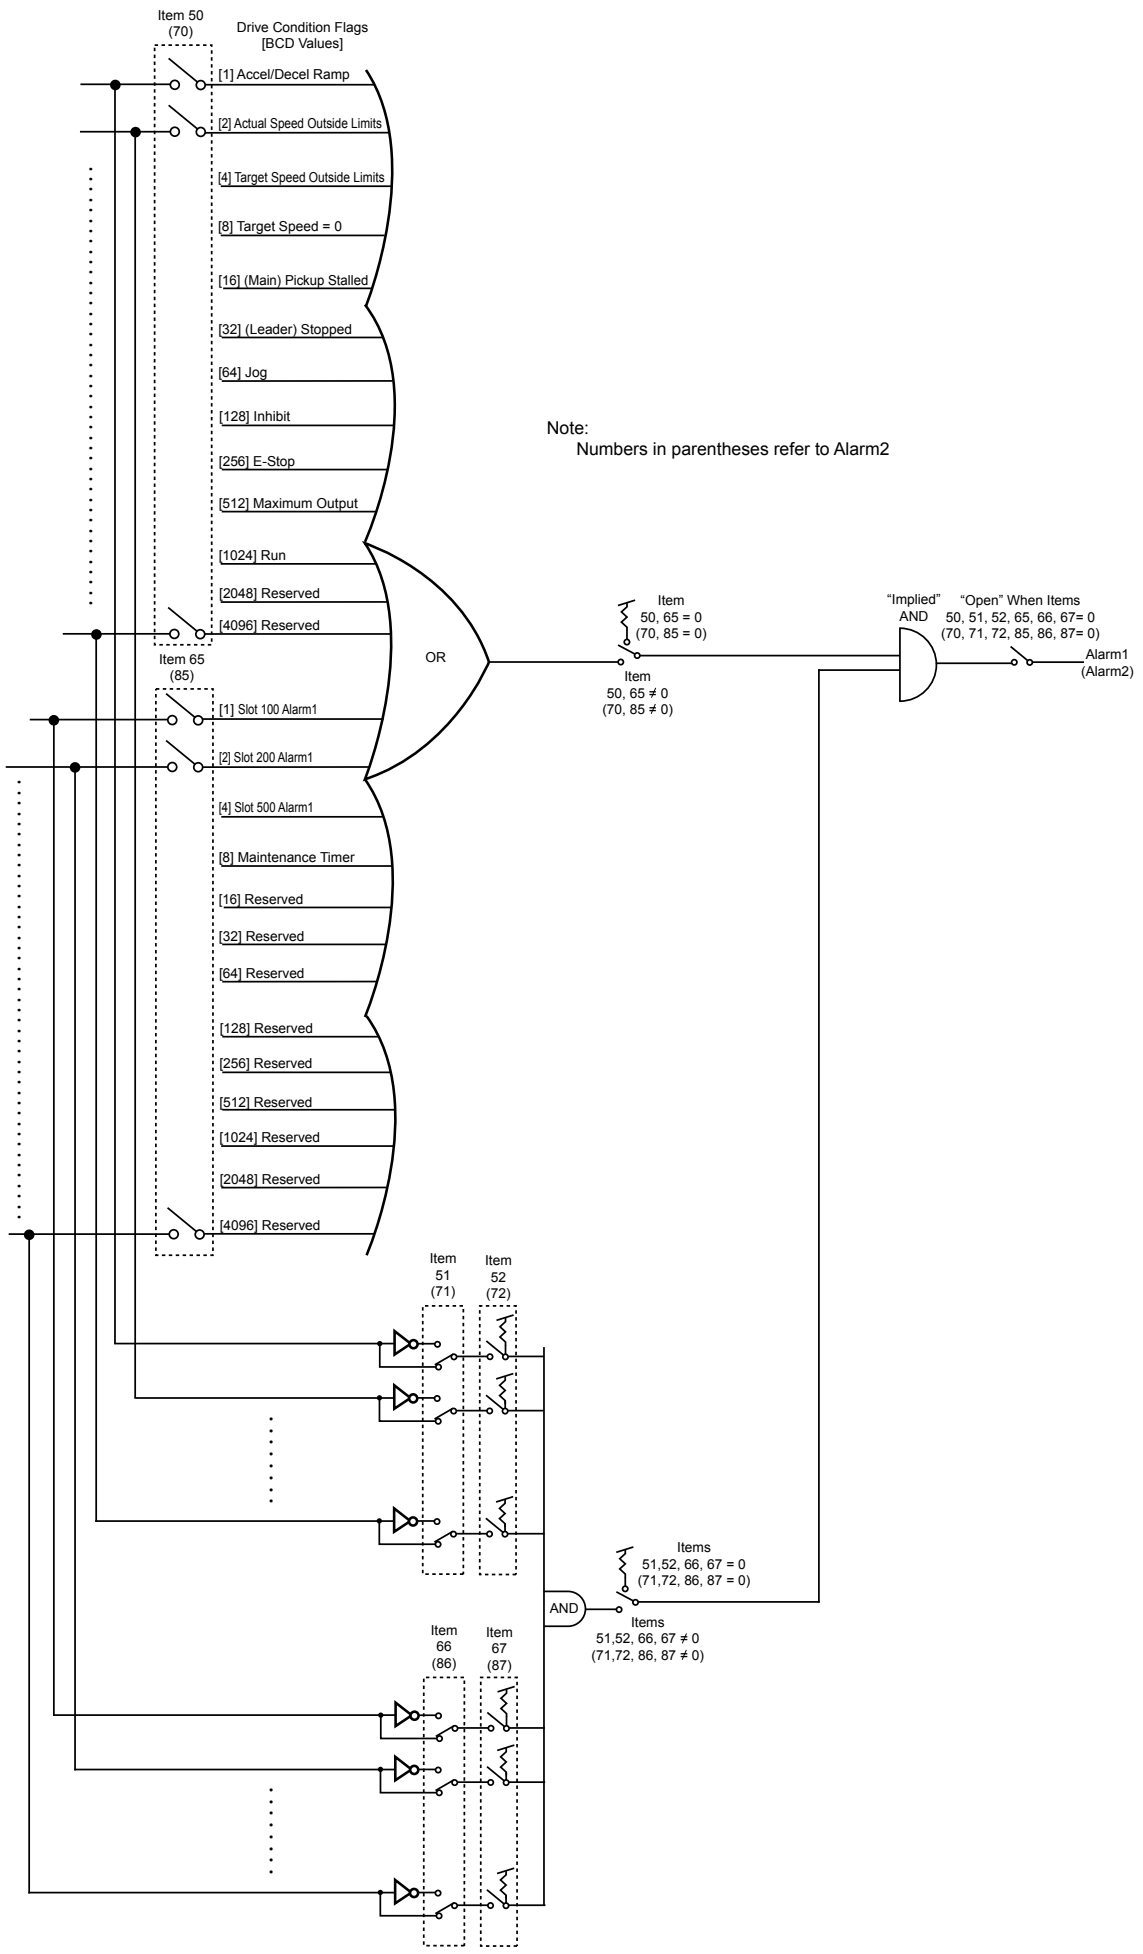 Item 50
(70)
Drive Condition Flags
[BCD Values]
[1] Accel/Decel Ramp
[2] Actual Speed Outside Limits
[4] Target Speed Outside Limits
[8] Target Speed = 0
[16] (Main) Pickup Stalled
[32] (Leader) Stopped
[64] Jog
[128] Inhibit
[256] E-Stop
[512] Maximum Output
[1024] Run
[2048] Reserved
[4096] Reserved
Note:
Numbers in parentheses refer to Alarm2
OR
Item
50, 65 = 0
(70, 85 = 0)
Item
50, 65 ≠ 0
(70, 85 ≠ 0)
“Implied”
AND
“Open” When Items
50, 51, 52, 65, 66, 67= 0
(70, 71, 72, 85, 86, 87= 0)
Alarm1
(Alarm2)
Item 65
(85)
[1] Slot 100 Alarm1
[2] Slot 200 Alarm1
[4] Slot 500 Alarm1
[8] Maintenance Timer
[16] Reserved
[32] Reserved
[64] Reserved
[128] Reserved
[256] Reserved
[512] Reserved
[1024] Reserved
[2048] Reserved
[4096] Reserved
Item
51
(71)
Item
52
(72)
AND
Items
51,52, 66, 67 = 0
(71,72, 86, 87 = 0)
Items
51,52, 66, 67 ≠ 0
(71,72, 86, 87 ≠ 0)
Item
66
(86)
Item
67
(87)